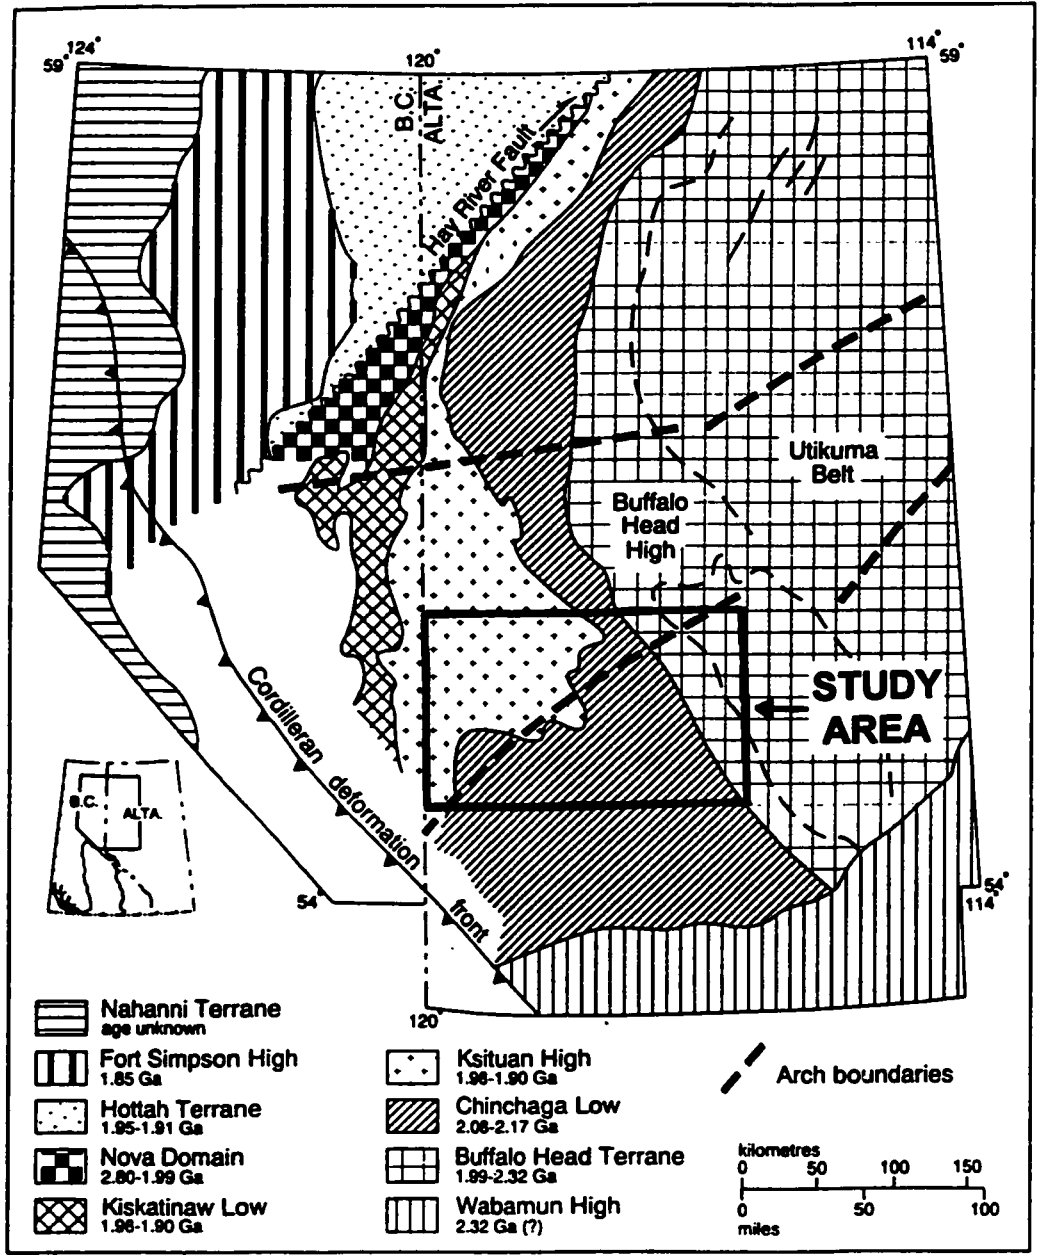 124°
59°
120°
114°
59°
B.C.
ALTA.
Hay River Fault
Utikuma
Belt
Buffalo
Head
High
STUDY
AREA
Cordilleran deformation front
B.C.
ALTA.
54°
54°
114°
120°
Nahanni Terrane
age unknown
Fort Simpson High
1.85 Ga
Hottah Terrane
1.95-1.91 Ga
Nova Domain
2.80-1.99 Ga
Kiskatinaw Low
1.98-1.90 Ga
Ksituan High
1.98-1.90 Ga
Chinchaga Low
2.08-2.17 Ga
Buffalo Head Terrane
1.99-2.32 Ga
Wabamun High
2.32 Ga (?)
Arch boundaries
kilometres
0 50 100 150
0 50 100
miles